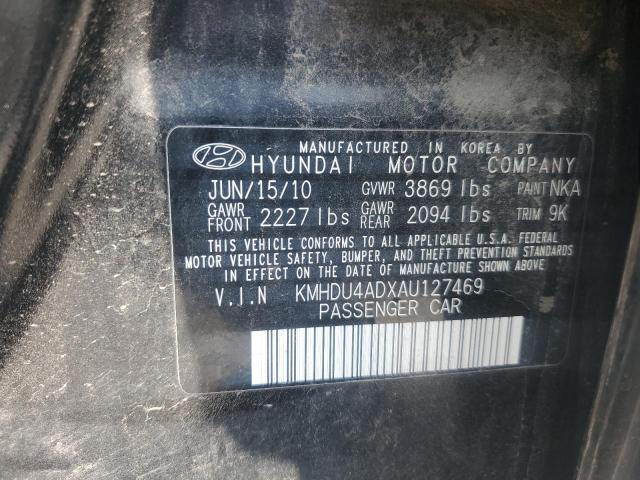 MANUFACTURED IN KOREA BY
HYUNDAI MOTOR COMPANY
JUN/15/10 GVWR 3869 lbs PAINT NKA
GAWR FRONT 2227 lbs GAWR REAR 2094 lbs TRIM 9K
THIS VEHICLE CONFORMS TO ALL APPLICABLE U.S.A. FEDERAL
MOTOR VEHICLE SAFETY, BUMPER, AND THEFT PREVENTION STANDARDS
IN EFFECT ON THE DATE OF MANUFACTURE SHOWN ABOVE.
V.I.N KMHDU4ADXAU127469
PASSENGER CAR